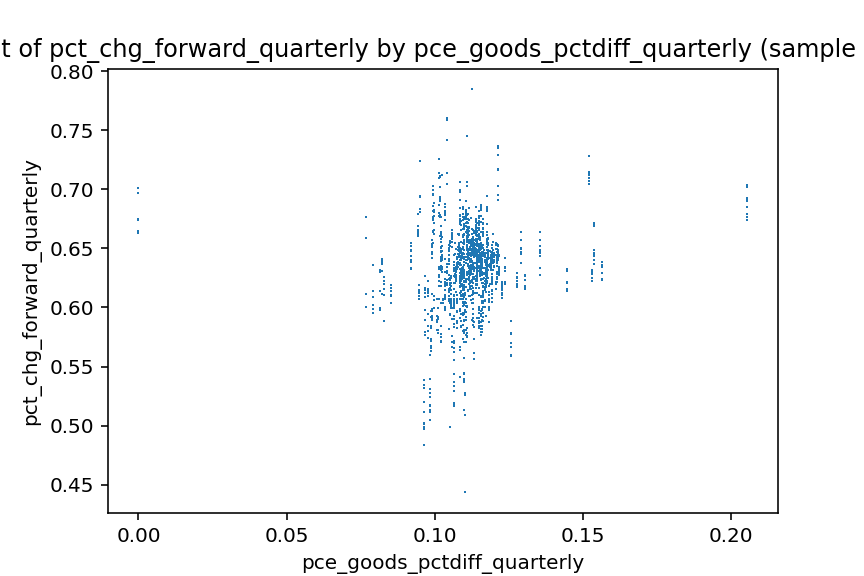 t of pct_chg_forward_quarterly by pce_goods_pctdiff_quarterly (sample
0.80
0.75
0.70
0.65
0.60
0.55
0.50
0.45
pct_chg_forward_quarterly
0.00 0.05 0.10 0.15 0.20
pce_goods_pctdiff_quarterly